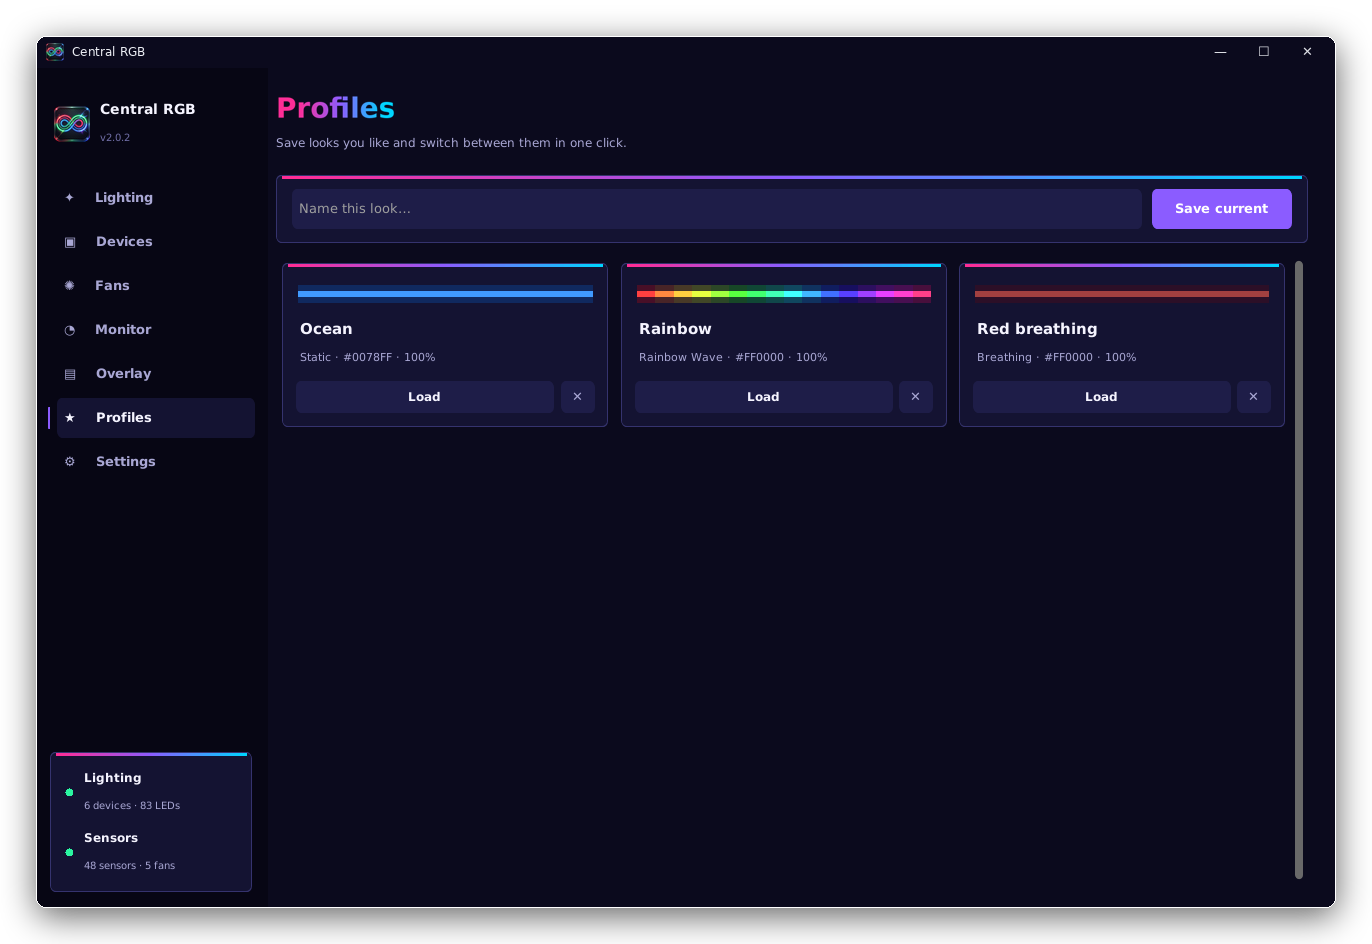 Central RGB
Central RGB
v2.0.2
Lighting
Devices
Fans
Monitor
Overlay
Profiles
Settings
Lighting
6 devices · 83 LEDs
Sensors
48 sensors · 5 fans
Profiles
Save looks you like and switch between them in one click.
Name this look...
Save current
Ocean
Static · #0078FF · 100%
Load
Rainbow
Rainbow Wave · #FF0000 · 100%
Load
Red breathing
Breathing · #FF0000 · 100%
Load